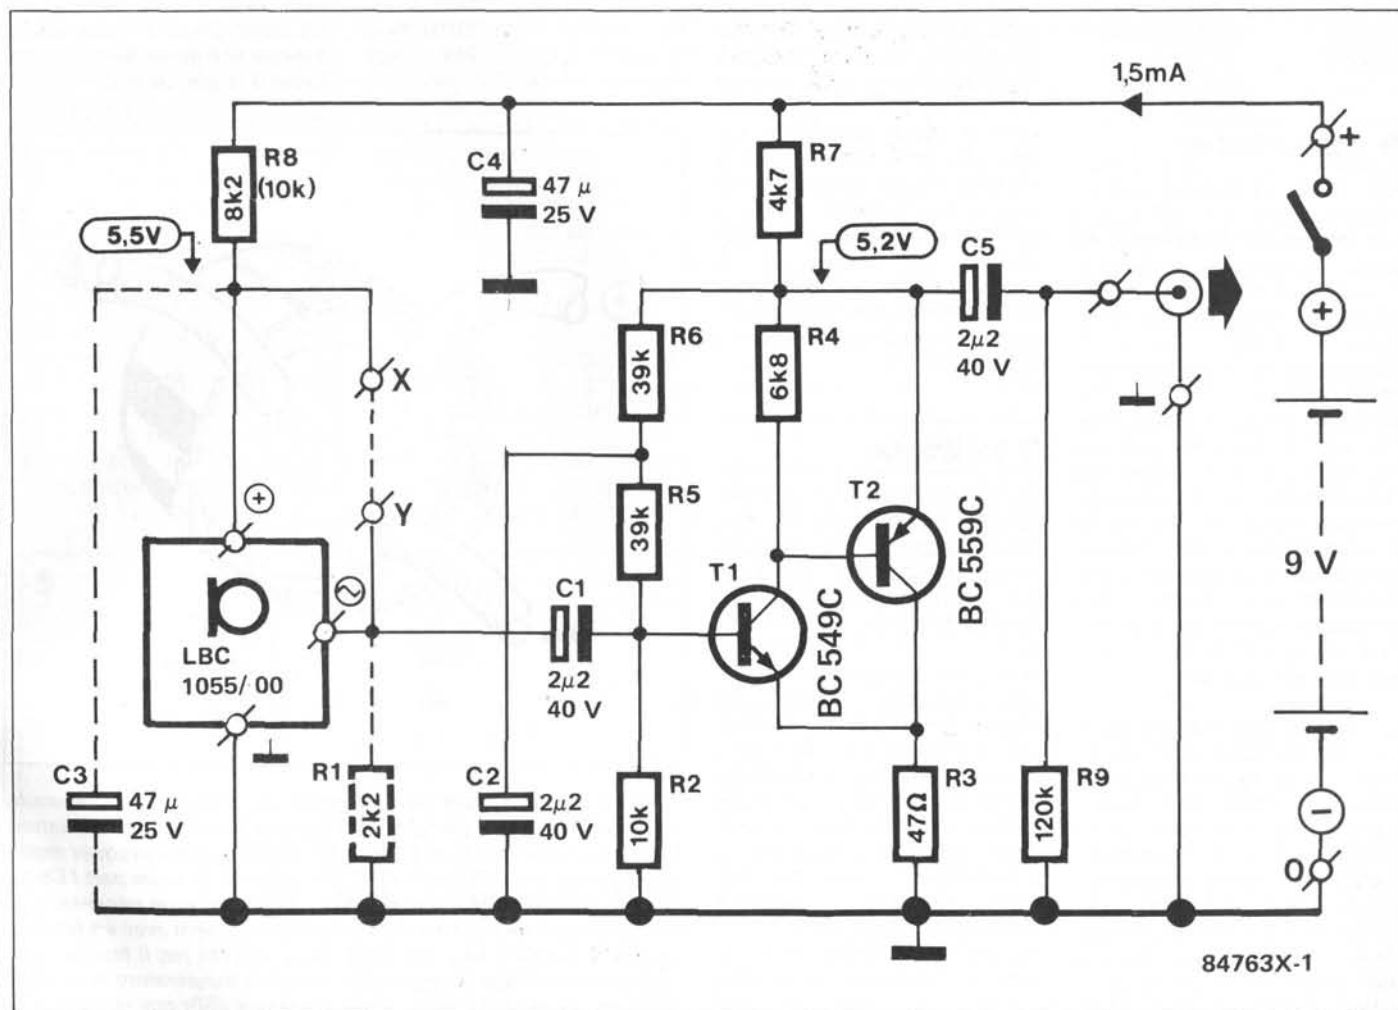 1,5mA
+
R8
(10k)
8k2
C4
47 µ
25 V
R7
4k7
5,5V
5,2V
C5
2µ2
40 V
+
R6
39k
R4
6k8
X
Y
R5
39k
+
T2
BC 559C
T1
BC 549C
C1
2µ2
40 V
9 V
LBC
1055/00
C3
47 µ
25 V
R1
2k2
C2
2µ2
40 V
R2
10k
R3
47Ω
R9
120k
−
0
84763X-1